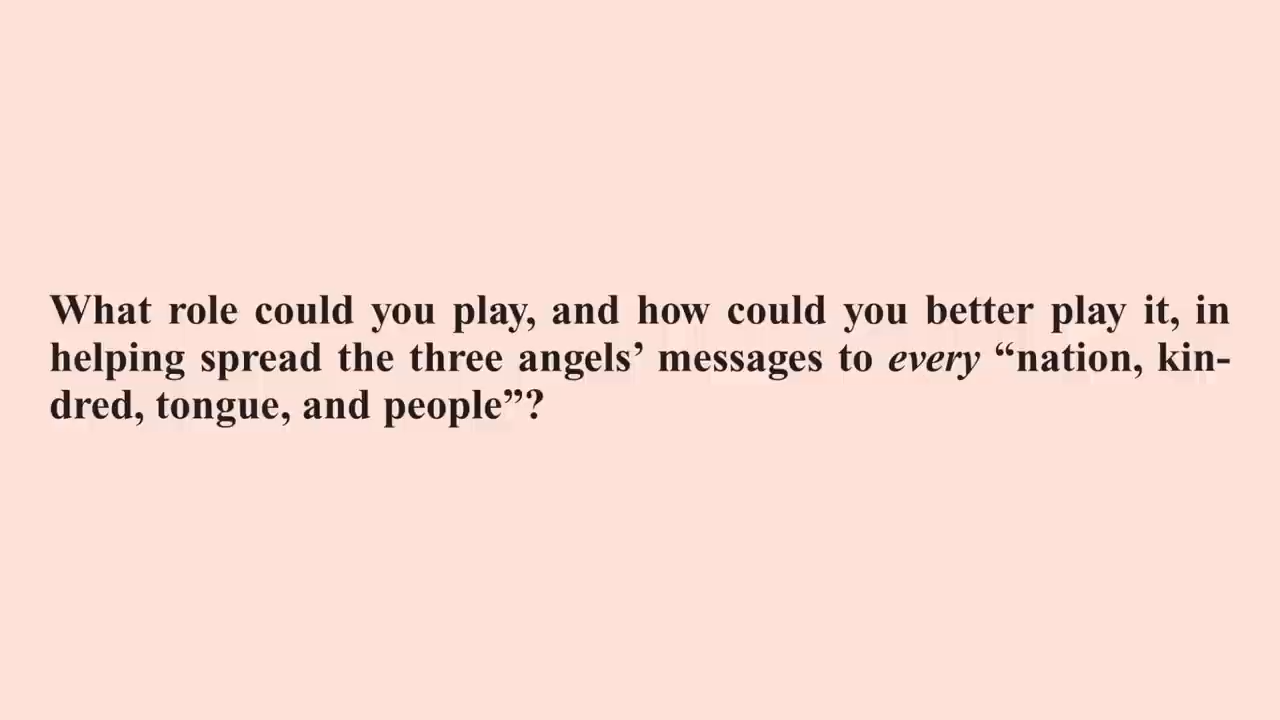 What role could you play, and how could you better play it, in
helping spread the three angels’ messages to every “nation, kin-
dred, tongue, and people”?